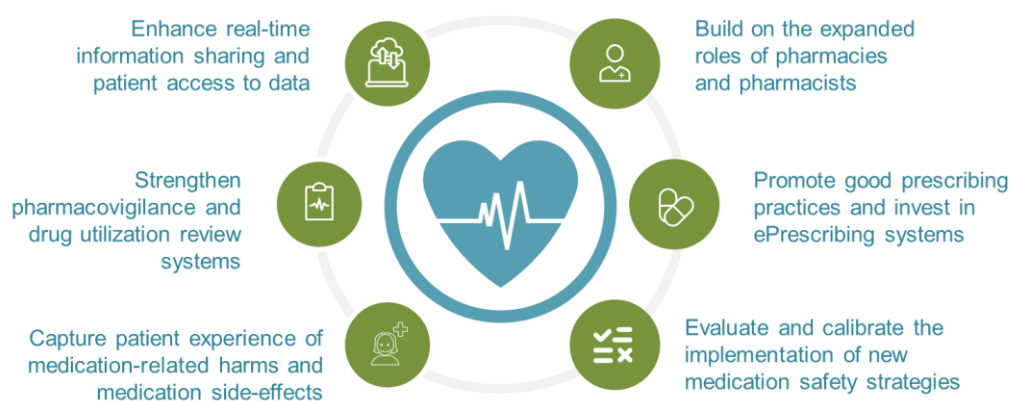 Enhance real-time
information sharing and
patient access to data
Build on the expanded
roles of pharmacies
and pharmacists
Strengthen
pharmacovigilance and
drug utilization review
systems
Promote good prescribing
practices and invest in
ePrescribing systems
Capture patient experience of
medication-related harms and
medication side-effects
Evaluate and calibrate the
implementation of new
medication safety strategies